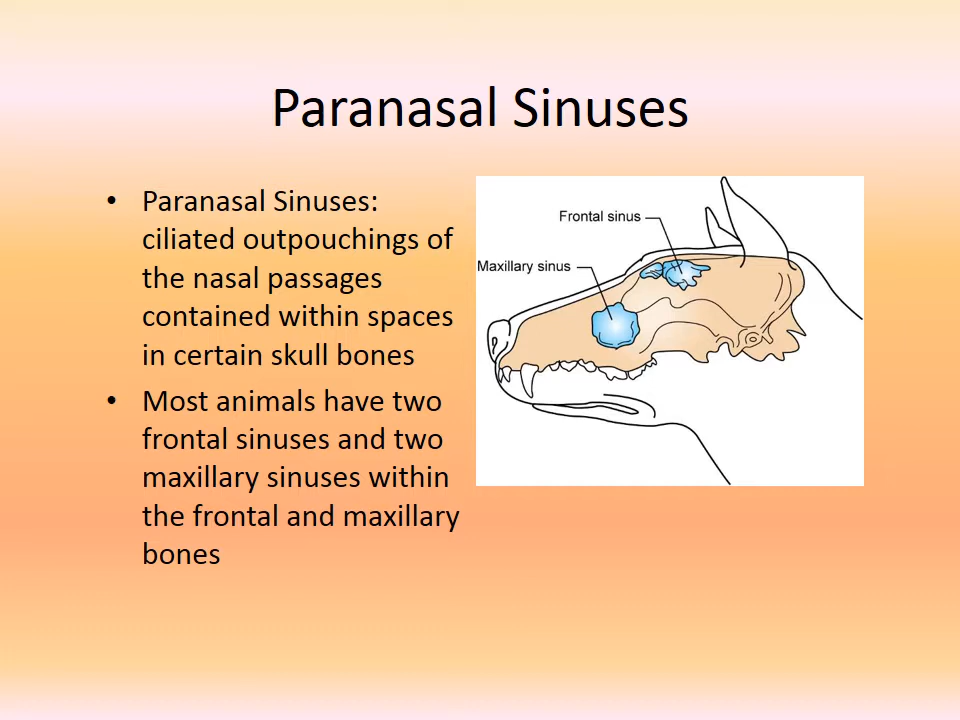 Paranasal Sinuses
• Paranasal Sinuses:
ciliated outpouchings of
the nasal passages
contained within spaces
in certain skull bones
• Most animals have two
frontal sinuses and two
maxillary sinuses within
the frontal and maxillary
bones
Frontal sinus
Maxillary sinus